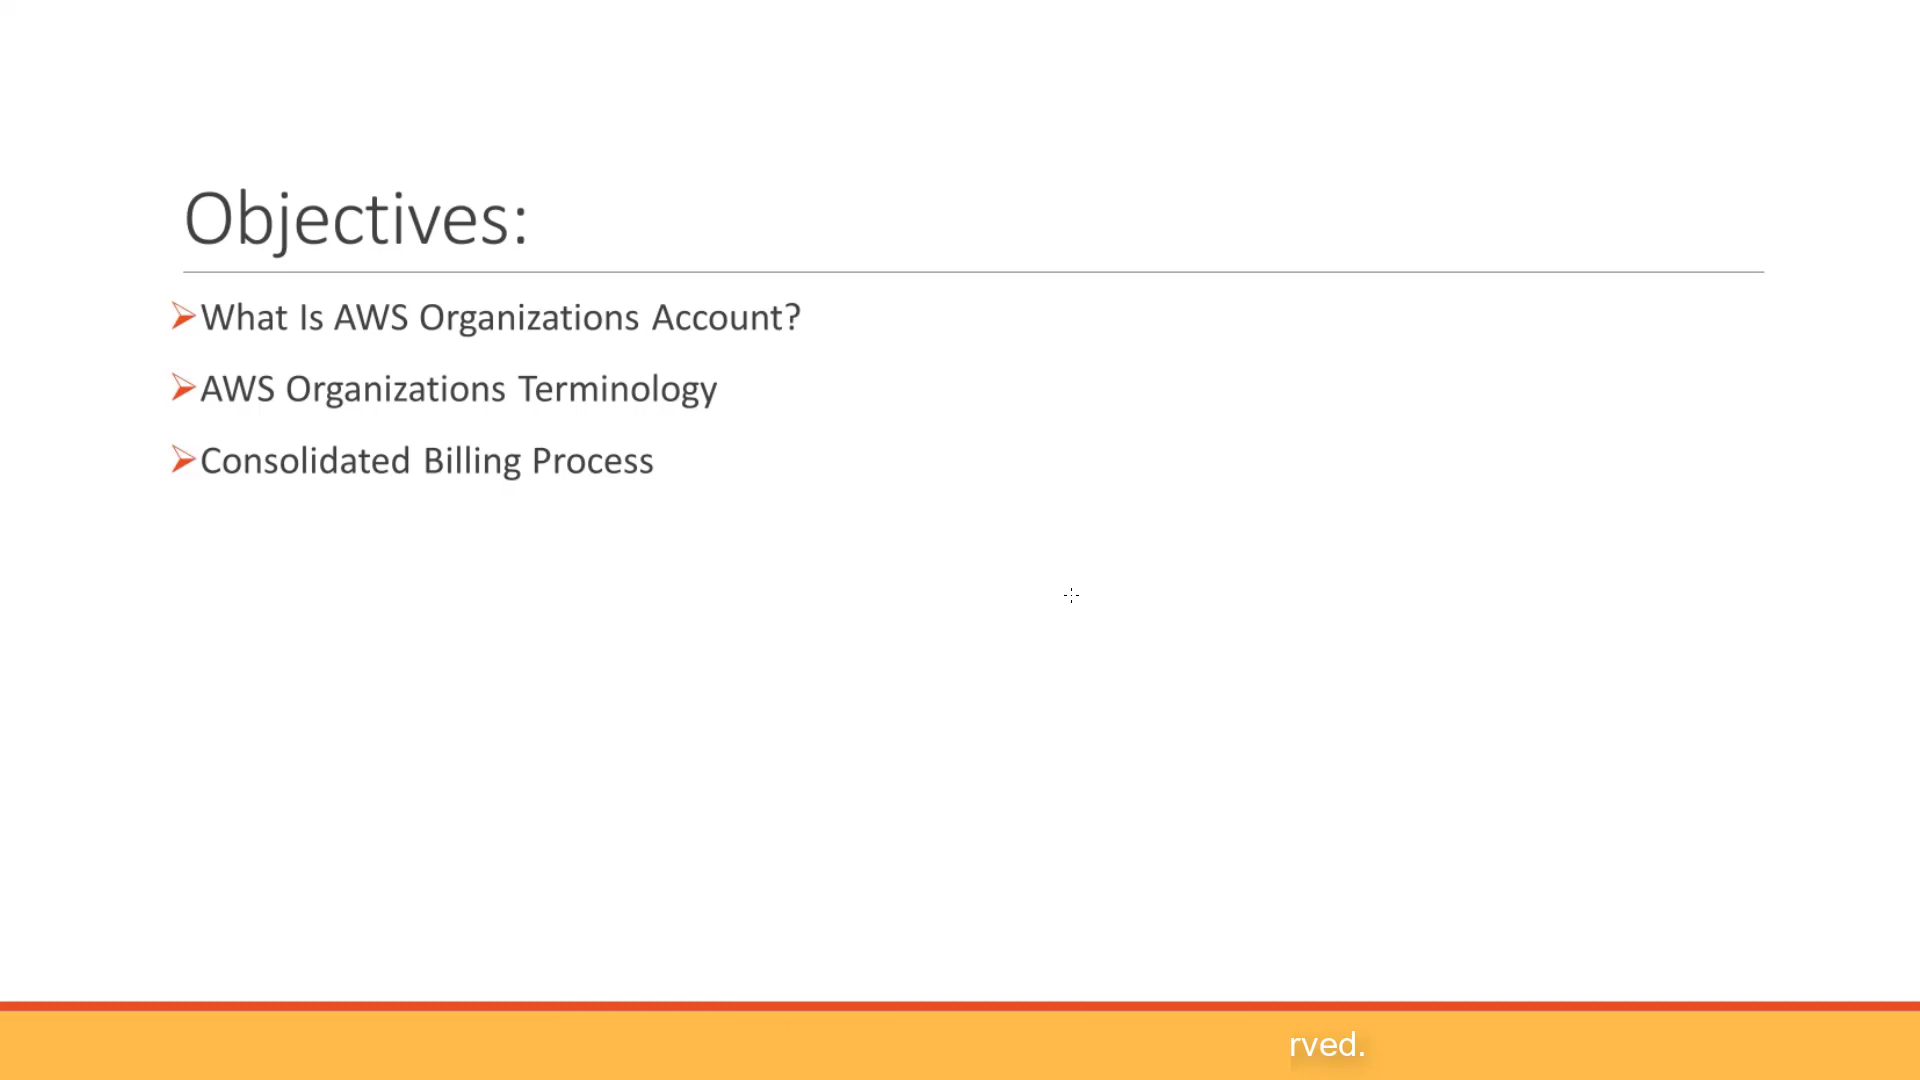 Objectives:
What Is AWS Organizations Account?
AWS Organizations Terminology
Consolidated Billing Process
rved.